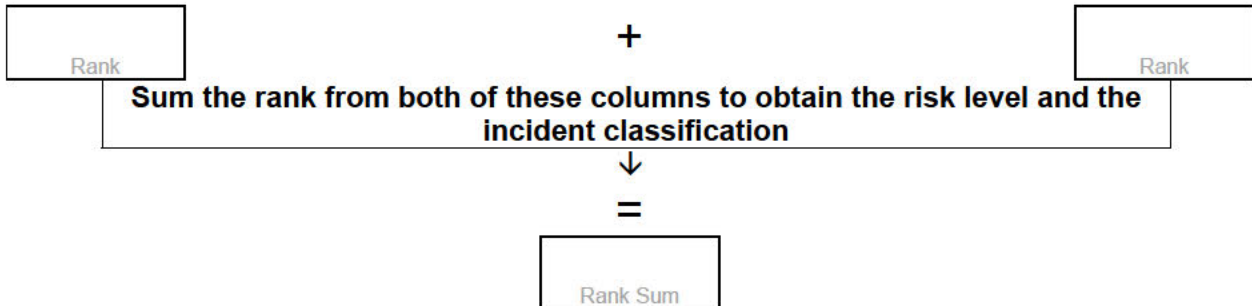 +
Rank
Rank
Sum the rank from both of these columns to obtain the risk level and the
incident classification
↓
=
Rank Sum